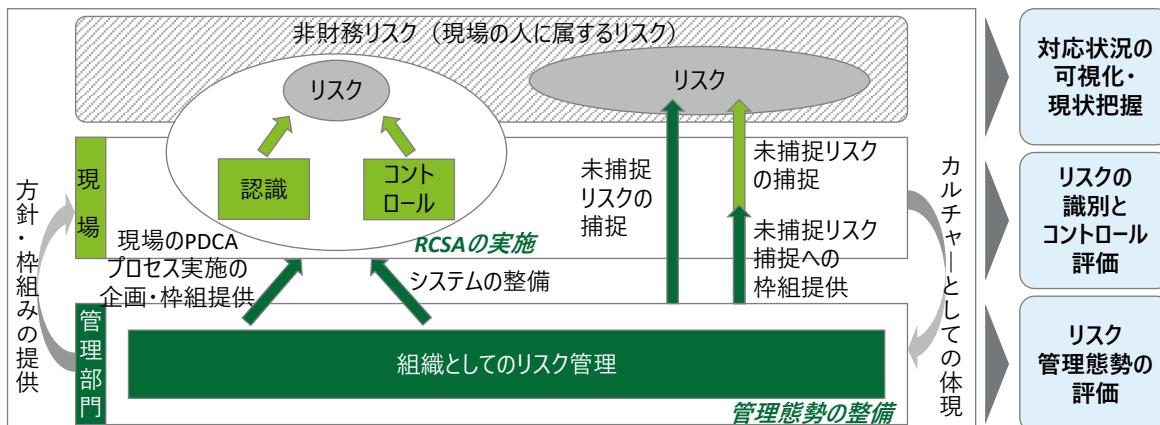 非財務リスク（現場の人に属するリスク）
リスク
リスク
現場
認識
コント
ロール
未捕捉
リスクの
捕捉
未捕捉リスク
の捕捉
RCSAの実施
現場のPDCA
プロセス実施の
企画・枠組提供
システムの整備
未捕捉リスク
捕捉への
枠組提供
方針・枠組みの提供
カルチャーとしての体現
管理部門
組織としてのリスク管理
管理態勢の整備
対応状況の
可視化・
現状把握
リスクの
識別と
コントロール
評価
リスク
管理態勢の
評価